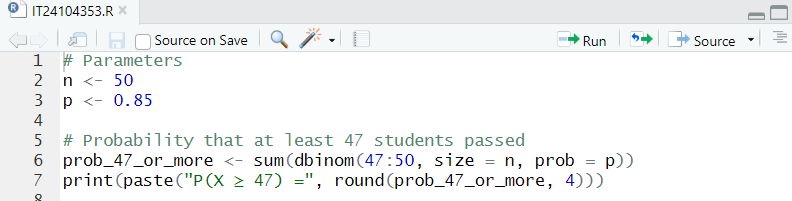 IT24104353.R
Source on Save
Run
Source
1 # Parameters
2 n <- 50
3 p <- 0.85
4
5 # Probability that at least 47 students passed
6 prob_47_or_more <- sum(dbinom(47:50, size = n, prob = p))
7 print(paste("P(X ≥ 47) =", round(prob_47_or_more, 4)))
8